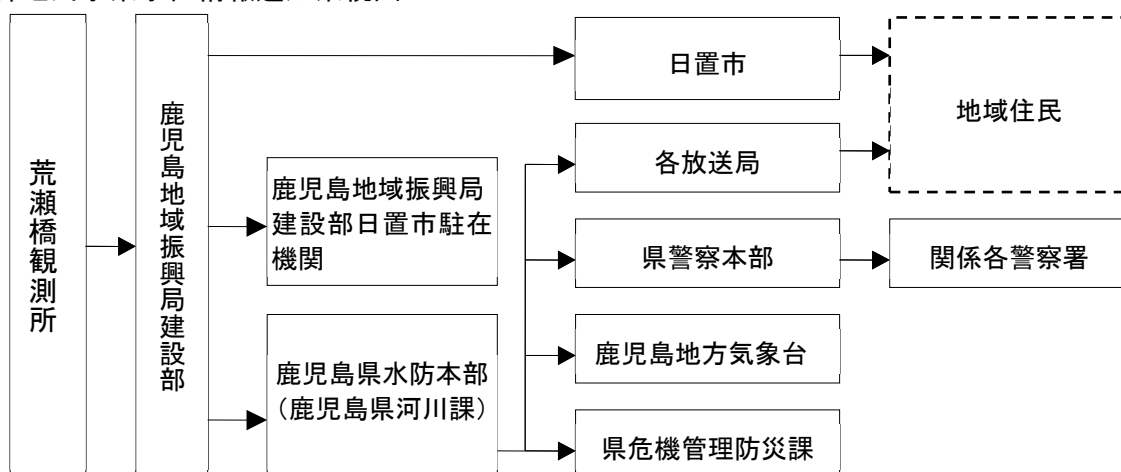 荒瀬橋観測所
鹿児島地域振興局建設部
鹿児島地域振興局
建設部日置市駐在
機関
鹿児島県水防本部
（鹿児島県河川課）
日置市
各放送局
県警察本部
鹿児島地方気象台
県危機管理防災課
地域住民
関係各警察署